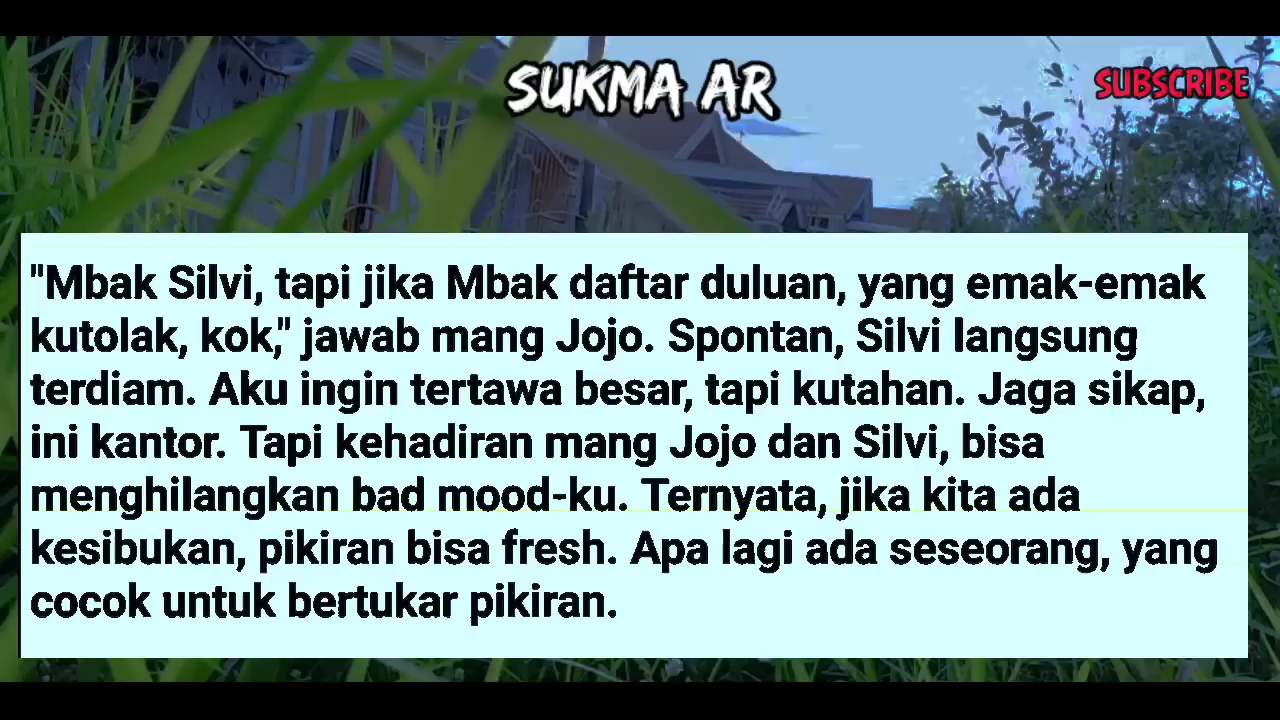 SUKMA AR
SUBSCRIBE
"Mbak Silvi, tapi jika Mbak daftar duluan, yang emak-emak
kutolak, kok," jawab mang Jojo. Spontan, Silvi langsung
terdiam. Aku ingin tertawa besar, tapi kutahan. Jaga sikap,
ini kantor. Tapi kehadiran mang Jojo dan Silvi, bisa
menghilangkan bad mood-ku. Ternyata, jika kita ada
kesibukan, pikiran bisa fresh. Apa lagi ada seseorang, yang
cocok untuk bertukar pikiran.